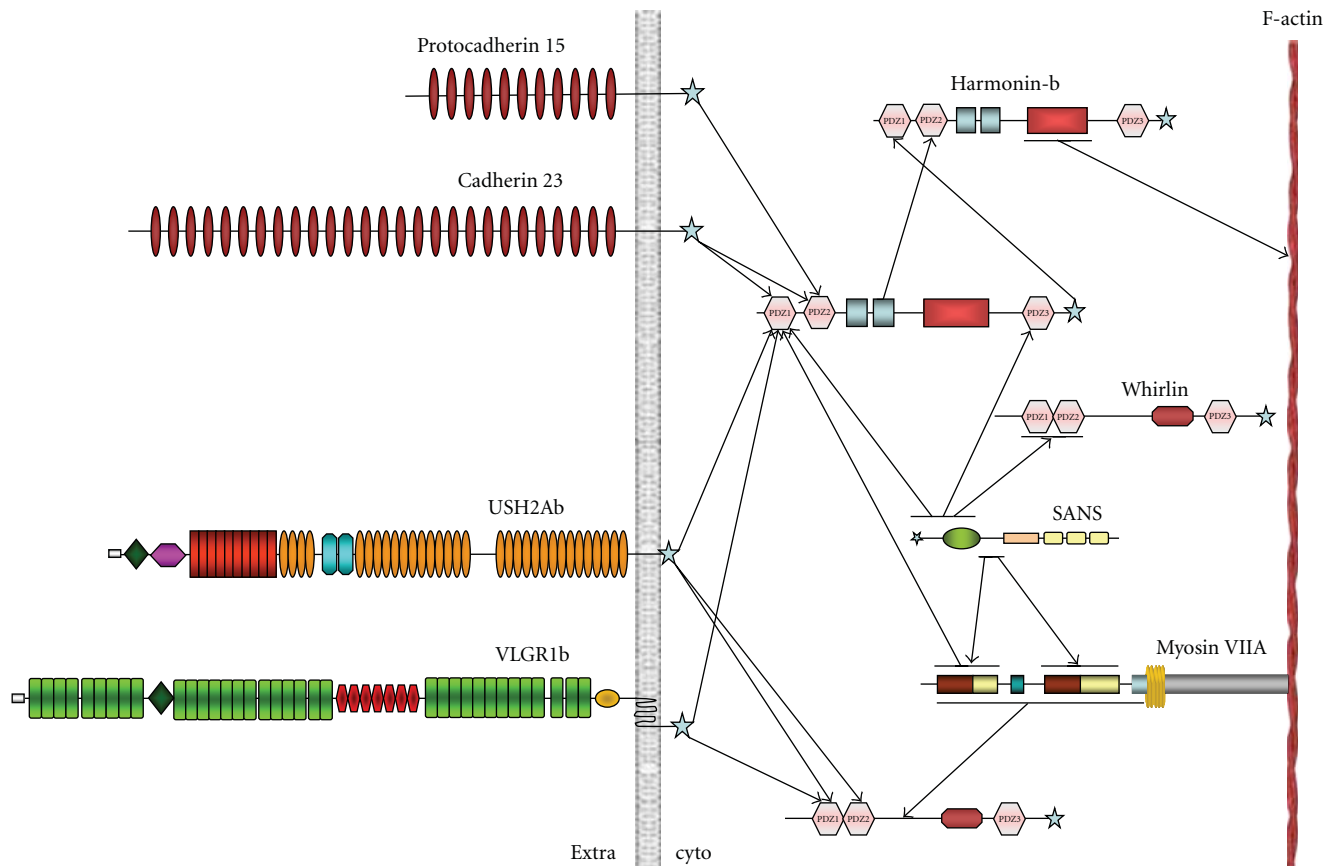 F-actin
Protocadherin 15
Harmonin-b
PDZ1 PDZ2 PDZ3
Cadherin 23
PDZ1 PDZ2 PDZ3
Whirlin
PDZ1 PDZ2 PDZ3
USH2Ab
SANS
VLGR1b
Myosin VIIA
PDZ1 PDZ2 PDZ3
Extra cyto